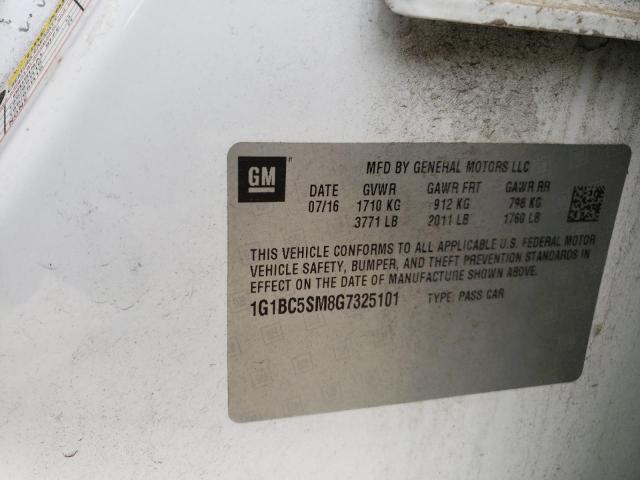 GM
MFD BY GENERAL MOTORS LLC
DATE GVWR GAWR FRT GAWR RR
07/16 1710 KG 912 KG 798 KG
3771 LB 2011 LB 1760 LB
THIS VEHICLE CONFORMS TO ALL APPLICABLE U.S. FEDERAL MOTOR
VEHICLE SAFETY, BUMPER, AND THEFT PREVENTION STANDARDS IN
EFFECT ON THE DATE OF MANUFACTURE SHOWN ABOVE.
1G1BC5SM8G7325101 TYPE: PASS CAR